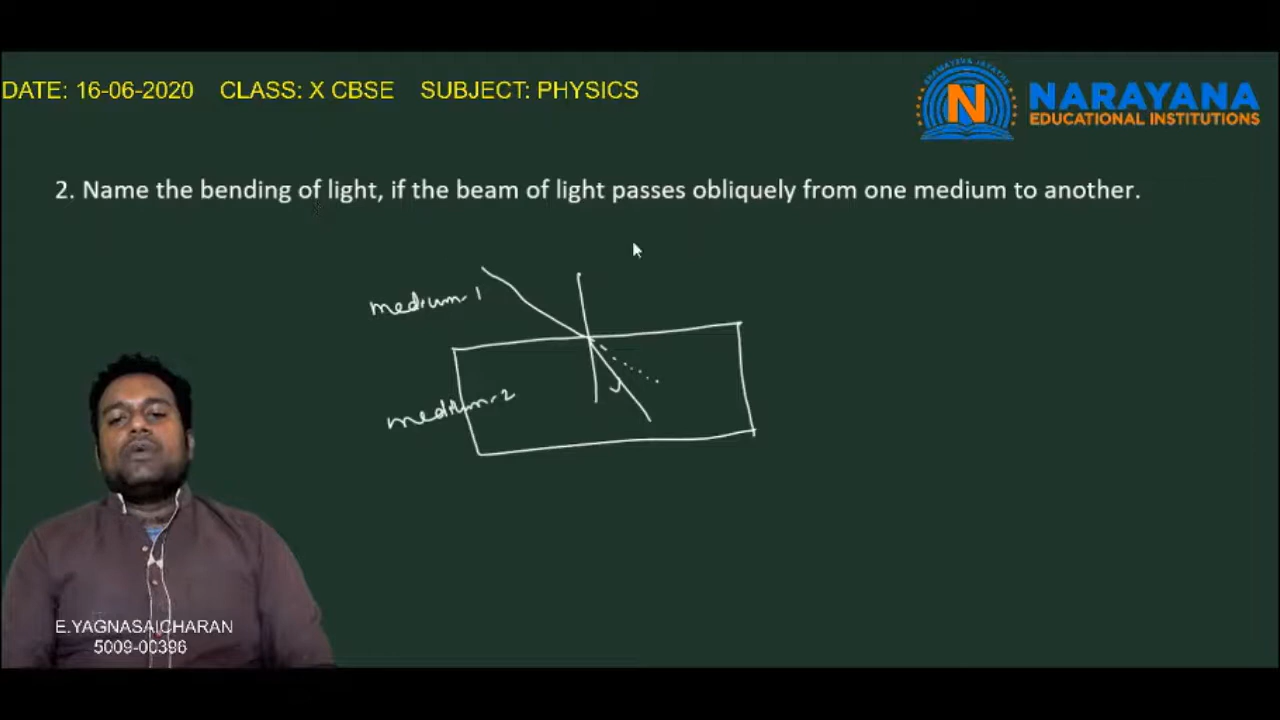 DATE: 16-06-2020 CLASS: X CBSE SUBJECT: PHYSICS
N
NARAYANA
EDUCATIONAL INSTITUTIONS
2. Name the bending of light, if the beam of light passes obliquely from one medium to another.
medium-1
medium-2
E.YAGNASAICHARAN
5009-00396